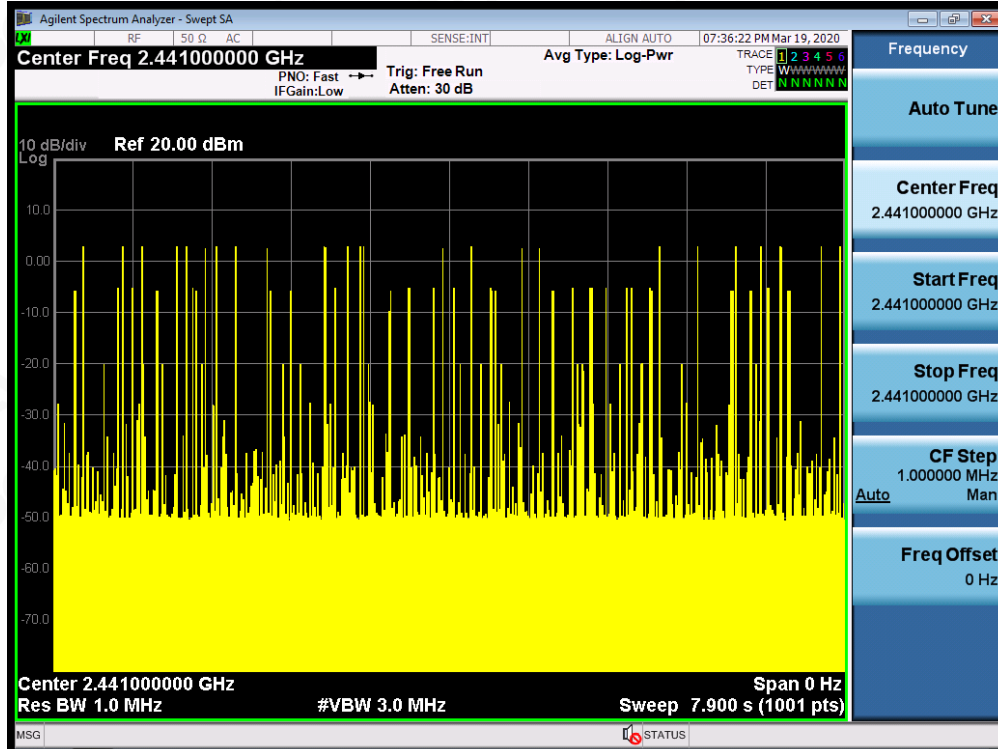 Agilent Spectrum Analyzer - Swept SA
LXI RF 50 Ω AC SENSE:INT ALIGN AUTO 07:36:22 PM Mar 19, 2020
Center Freq 2.441000000 GHz
PNO: Fast
IFGain:Low
Trig: Free Run
Atten: 30 dB
Avg Type: Log-Pwr
TRACE 1 2 3 4 5 6
TYPE WWWWWWW
DET N N N N N N
10 dB/div Ref 20.00 dBm
Log
10.0
0.00
-10.0
-20.0
-30.0
-40.0
-50.0
-60.0
-70.0
Center 2.441000000 GHz Span 0 Hz
Res BW 1.0 MHz #VBW 3.0 MHz Sweep 7.900 s (1001 pts)
MSG STATUS
Frequency
Auto Tune
Center Freq
2.441000000 GHz
Start Freq
2.441000000 GHz
Stop Freq
2.441000000 GHz
CF Step
1.000000 MHz
Auto Man
Freq Offset
0 Hz